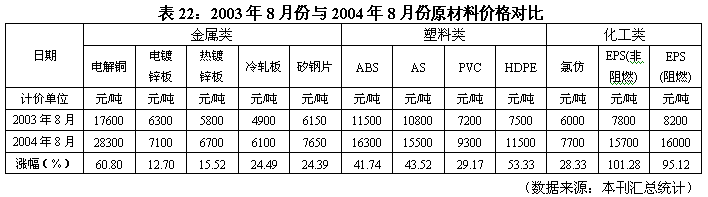 表 22：2003 年 8 月份与 2004 年 8 月份原材料价格对比
日期 金属类 塑料类 化工类
电解铜 电镀锌板 热镀锌板 冷轧板 矽钢片 ABS AS PVC HDPE 氯仿 EPS(非阻燃) EPS(阻燃)
计价单位 元/吨 元/吨 元/吨 元/吨 元/吨 元/吨 元/吨 元/吨 元/吨 元/吨 元/吨 元/吨
2003 年 8 月 17600 6300 5800 4900 6150 11500 10800 7200 7500 6000 7800 8200
2004 年 8 月 28300 7100 6700 6100 7650 16300 15500 9300 11500 7700 15700 16000
涨幅（%） 60.80 12.70 15.52 24.49 24.39 41.74 43.52 29.17 53.33 28.33 101.28 95.12
（数据来源：本刊汇总统计）